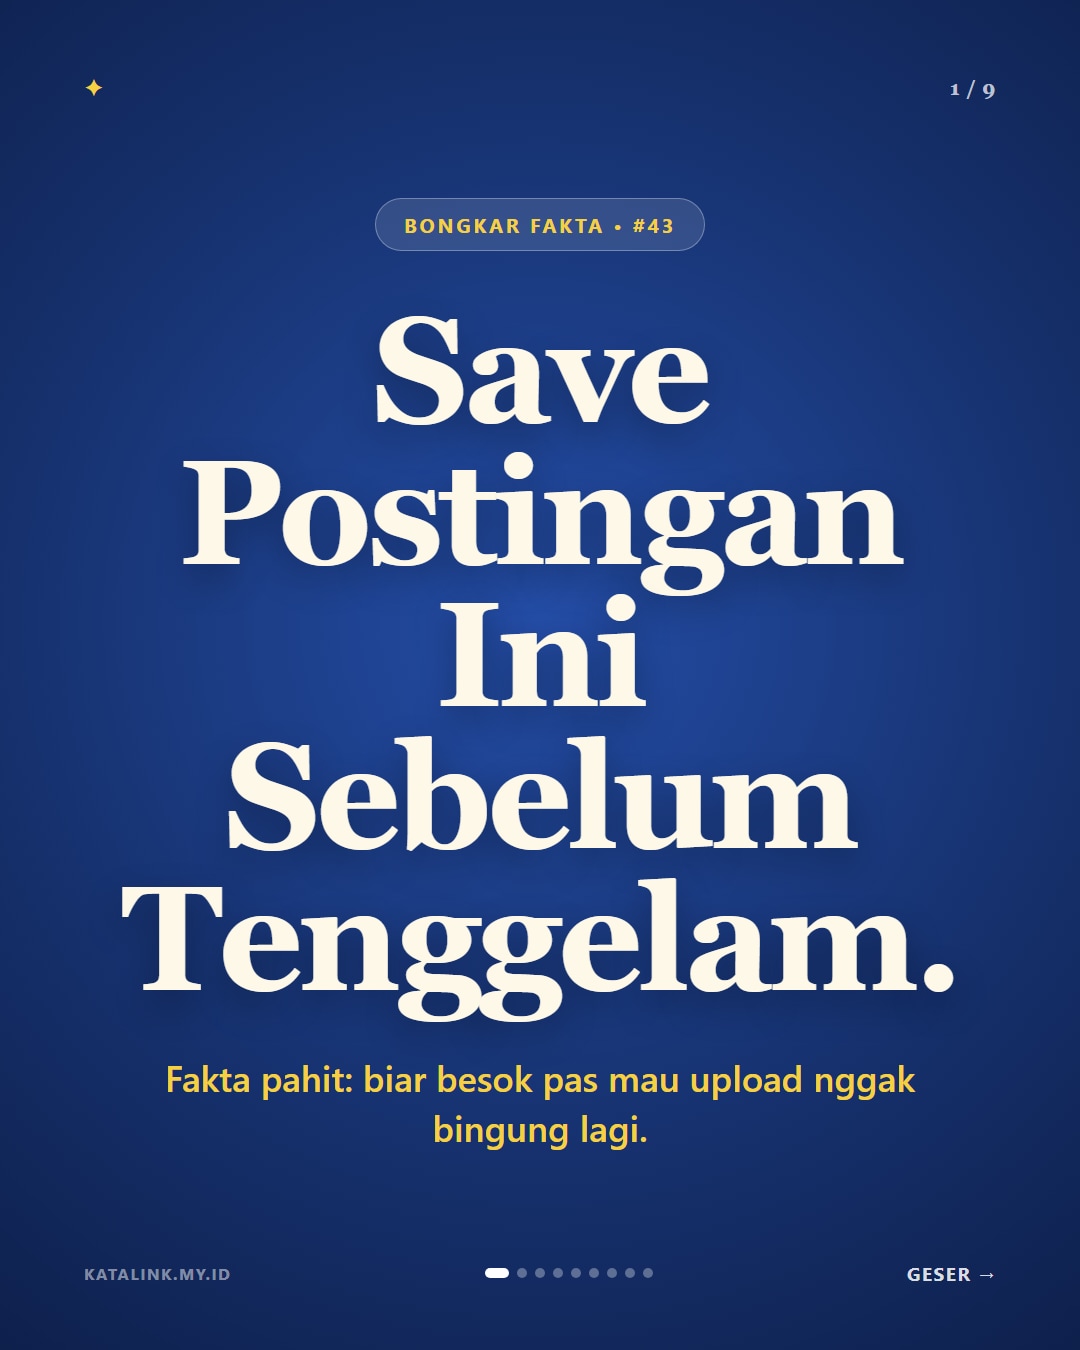 ✦
1 / 9
BONGKAR FAKTA • #43
Save
Postingan
Ini
Sebelum
Tenggelam.
Fakta pahit: biar besok pas mau upload nggak
bingung lagi.
KATALINK.MY.ID
GESER →